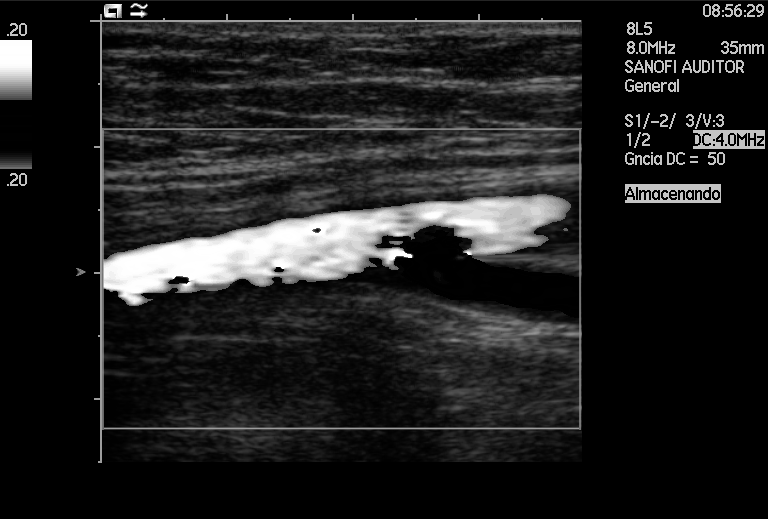 08:56:29
.20
.20
8L5
8.0MHz 35mm
SANOFI AUDITOR
General
S1/-2/ 3/V:3
1/2 DC:4.0MHz
Gncia DC = 50
Almacenando